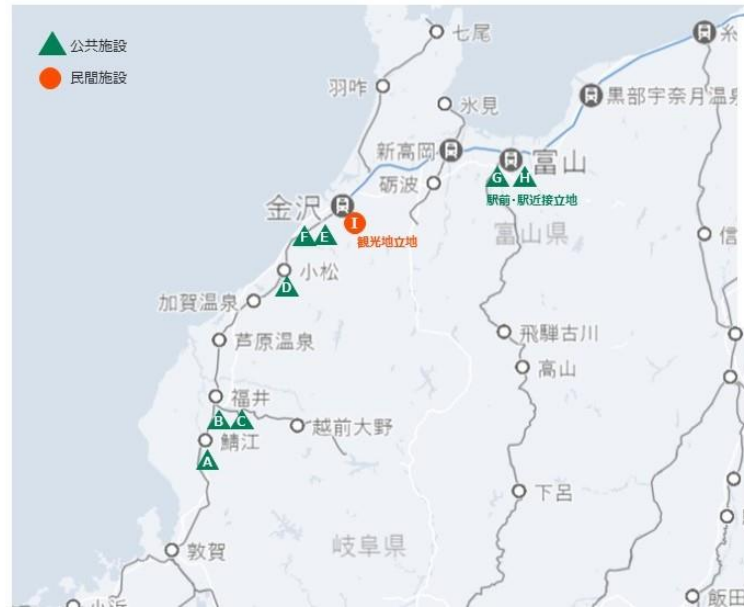 公共施設
民間施設
七尾
糸
羽咋
氷見
黒部宇奈月温泉
新高岡
富山
砺波
G
H
駅前・駅近接立地
金沢
I
観光地立地
富山県
F
E
信
小松
D
加賀温泉
芦原温泉
飛騨古川
高山
福井
B
C
越前大野
鯖江
A
下呂
岐阜県
敦賀
飯田
小浜